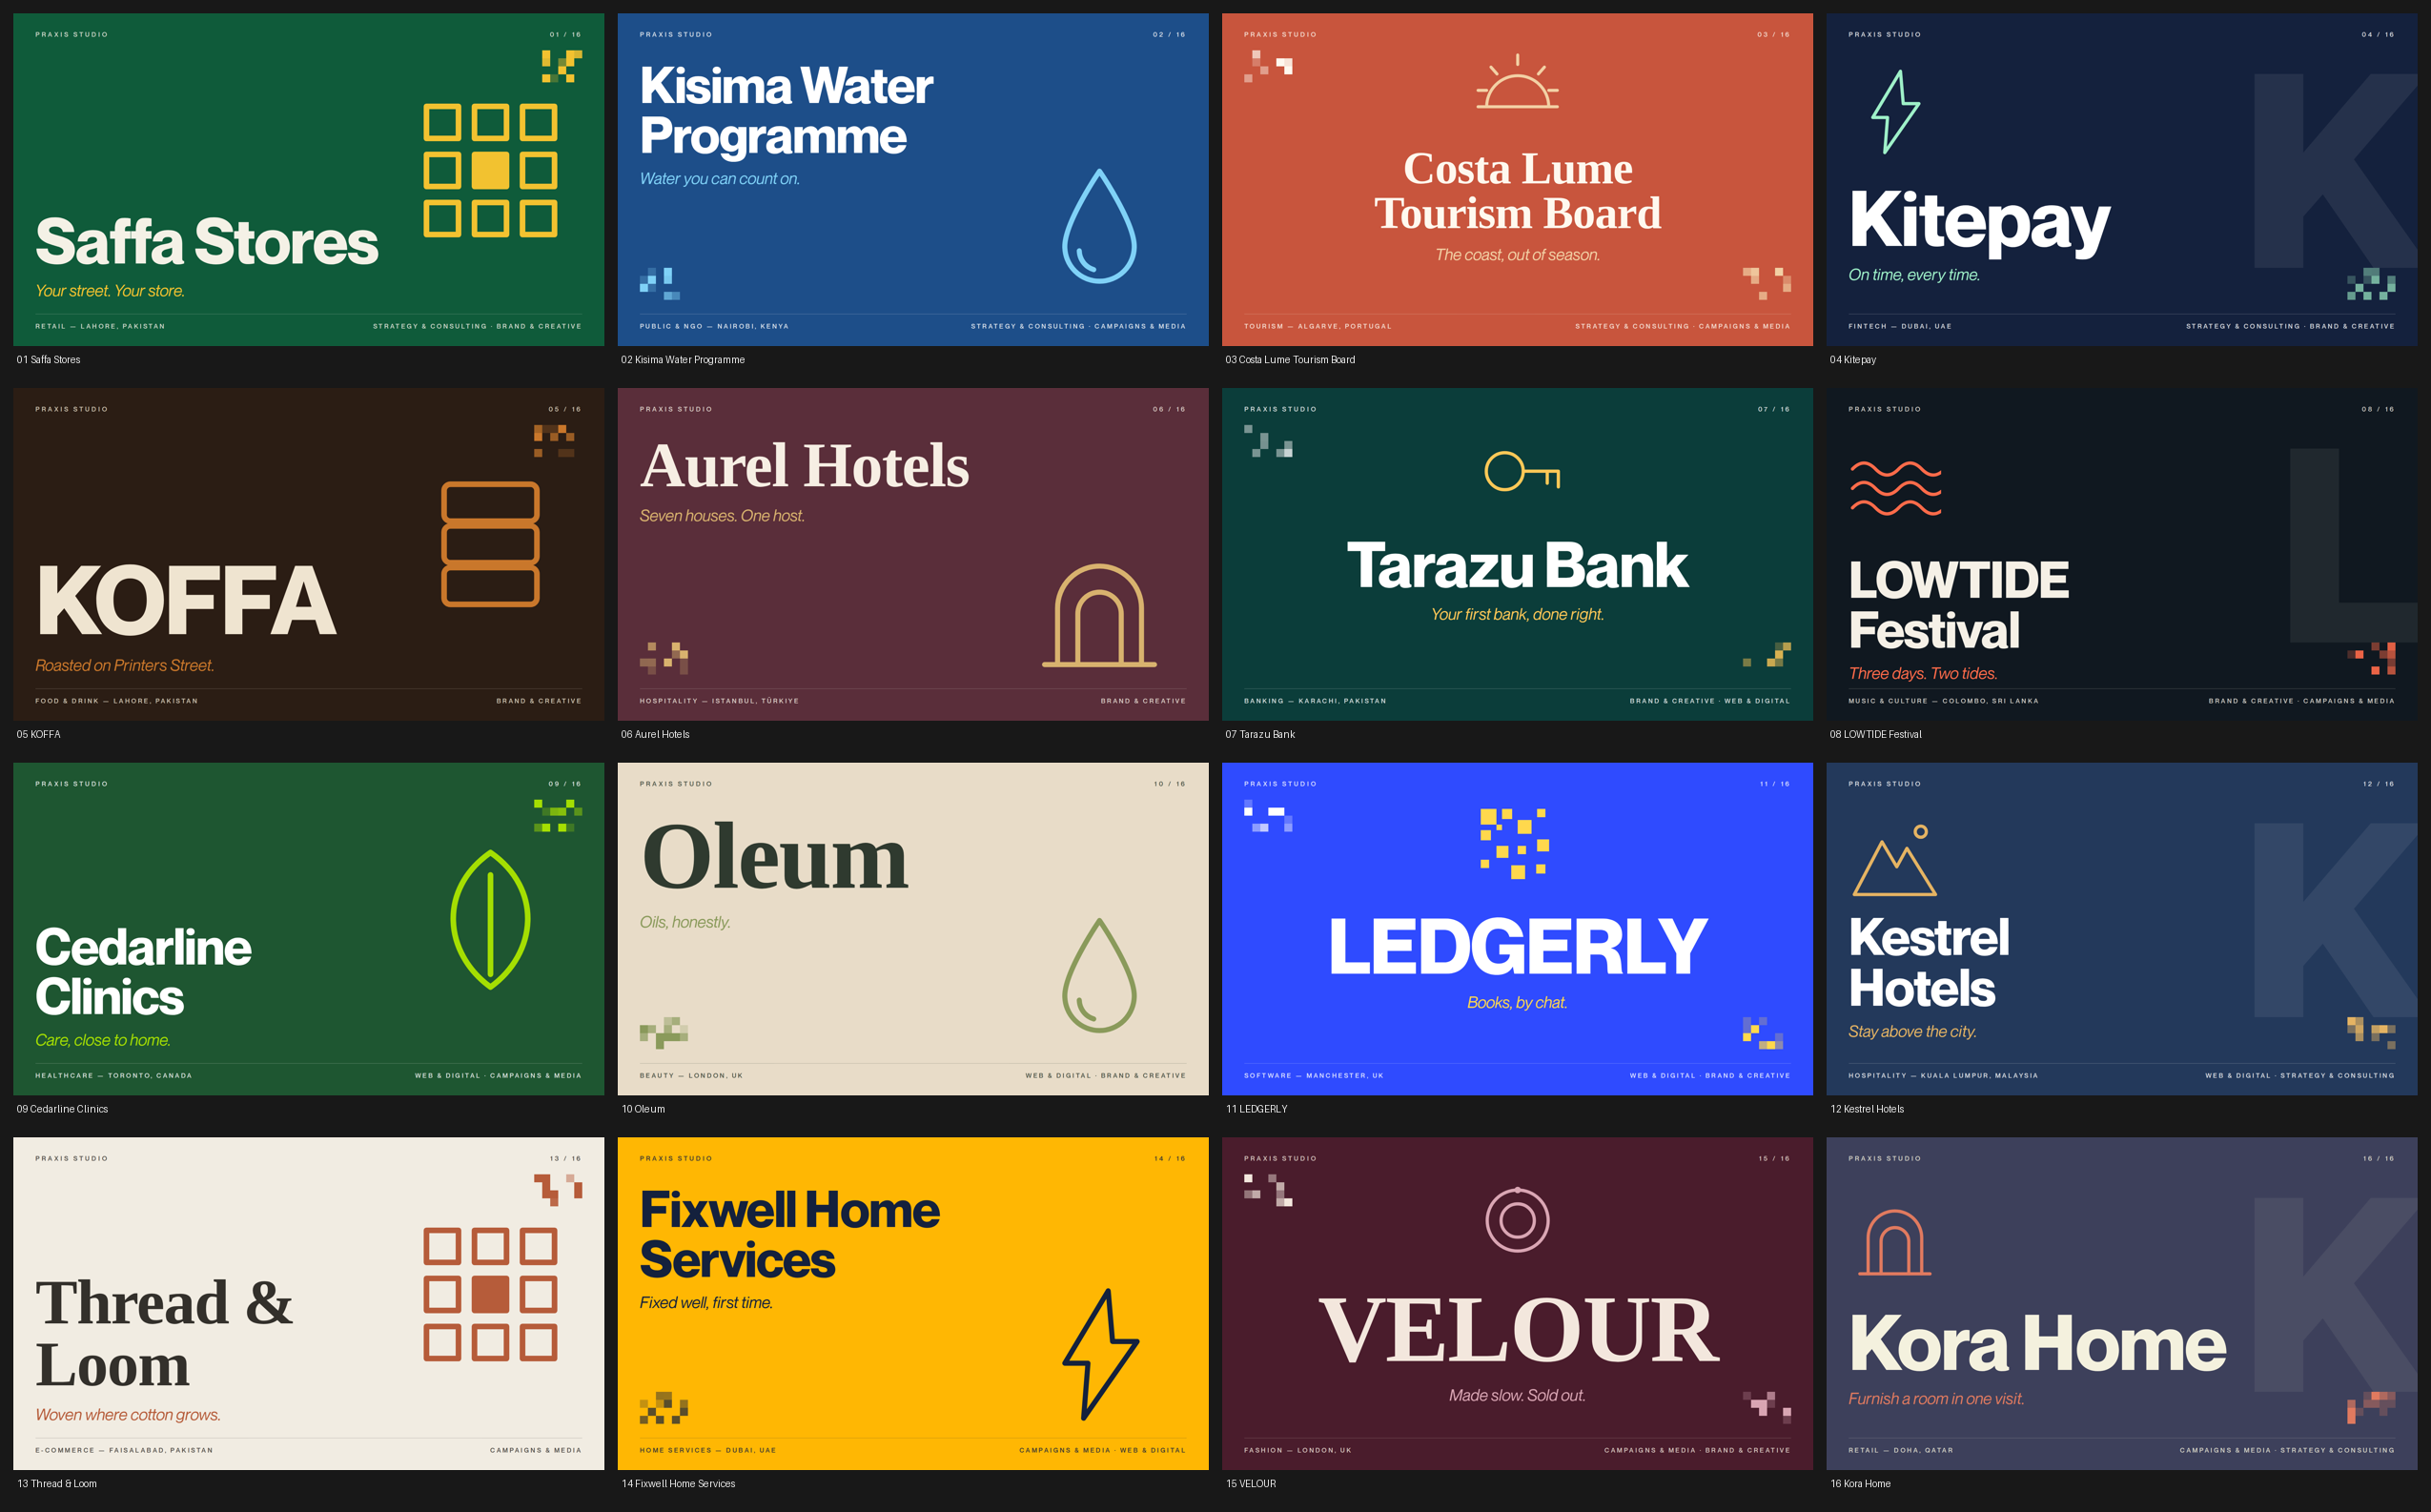 PRAXIS STUDIO
01 / 16
Saffa Stores
Your street. Your store.
RETAIL — LAHORE, PAKISTAN
STRATEGY & CONSULTING · BRAND & CREATIVE
01 Saffa Stores
PRAXIS STUDIO
02 / 16
Kisima Water
Programme
Water you can count on.
PUBLIC & NGO — NAIROBI, KENYA
STRATEGY & CONSULTING · CAMPAIGNS & MEDIA
02 Kisima Water Programme
PRAXIS STUDIO
03 / 16
Costa Lume
Tourism Board
The coast, out of season.
TOURISM — ALGARVE, PORTUGAL
STRATEGY & CONSULTING · CAMPAIGNS & MEDIA
03 Costa Lume Tourism Board
PRAXIS STUDIO
04 / 16
K
Kitepay
On time, every time.
FINTECH — DUBAI, UAE
STRATEGY & CONSULTING · BRAND & CREATIVE
04 Kitepay
PRAXIS STUDIO
05 / 16
KOFFA
Roasted on Printers Street.
FOOD & DRINK — LAHORE, PAKISTAN
BRAND & CREATIVE
05 KOFFA
PRAXIS STUDIO
06 / 16
Aurel Hotels
Seven houses. One host.
HOSPITALITY — ISTANBUL, TÜRKIYE
BRAND & CREATIVE
06 Aurel Hotels
PRAXIS STUDIO
07 / 16
Tarazu Bank
Your first bank, done right.
BANKING — KARACHI, PAKISTAN
BRAND & CREATIVE · WEB & DIGITAL
07 Tarazu Bank
PRAXIS STUDIO
08 / 16
L
LOWTIDE
Festival
Three days. Two tides.
MUSIC & CULTURE — COLOMBO, SRI LANKA
BRAND & CREATIVE · CAMPAIGNS & MEDIA
08 LOWTIDE Festival
PRAXIS STUDIO
09 / 16
Cedarline
Clinics
Care, close to home.
HEALTHCARE — TORONTO, CANADA
WEB & DIGITAL · CAMPAIGNS & MEDIA
09 Cedarline Clinics
PRAXIS STUDIO
10 / 16
Oleum
Oils, honestly.
BEAUTY — LONDON, UK
WEB & DIGITAL · BRAND & CREATIVE
10 Oleum
PRAXIS STUDIO
11 / 16
LEDGERLY
Books, by chat.
SOFTWARE — MANCHESTER, UK
WEB & DIGITAL · BRAND & CREATIVE
11 LEDGERLY
PRAXIS STUDIO
12 / 16
K
Kestrel
Hotels
Stay above the city.
HOSPITALITY — KUALA LUMPUR, MALAYSIA
WEB & DIGITAL · STRATEGY & CONSULTING
12 Kestrel Hotels
PRAXIS STUDIO
13 / 16
Thread &
Loom
Woven where cotton grows.
E-COMMERCE — FAISALABAD, PAKISTAN
CAMPAIGNS & MEDIA
13 Thread & Loom
PRAXIS STUDIO
14 / 16
Fixwell Home
Services
Fixed well, first time.
HOME SERVICES — DUBAI, UAE
CAMPAIGNS & MEDIA · WEB & DIGITAL
14 Fixwell Home Services
PRAXIS STUDIO
15 / 16
VELOUR
Made slow. Sold out.
FASHION — LONDON, UK
CAMPAIGNS & MEDIA · BRAND & CREATIVE
15 VELOUR
PRAXIS STUDIO
16 / 16
K
Kora Home
Furnish a room in one visit.
RETAIL — DOHA, QATAR
CAMPAIGNS & MEDIA · STRATEGY & CONSULTING
16 Kora Home